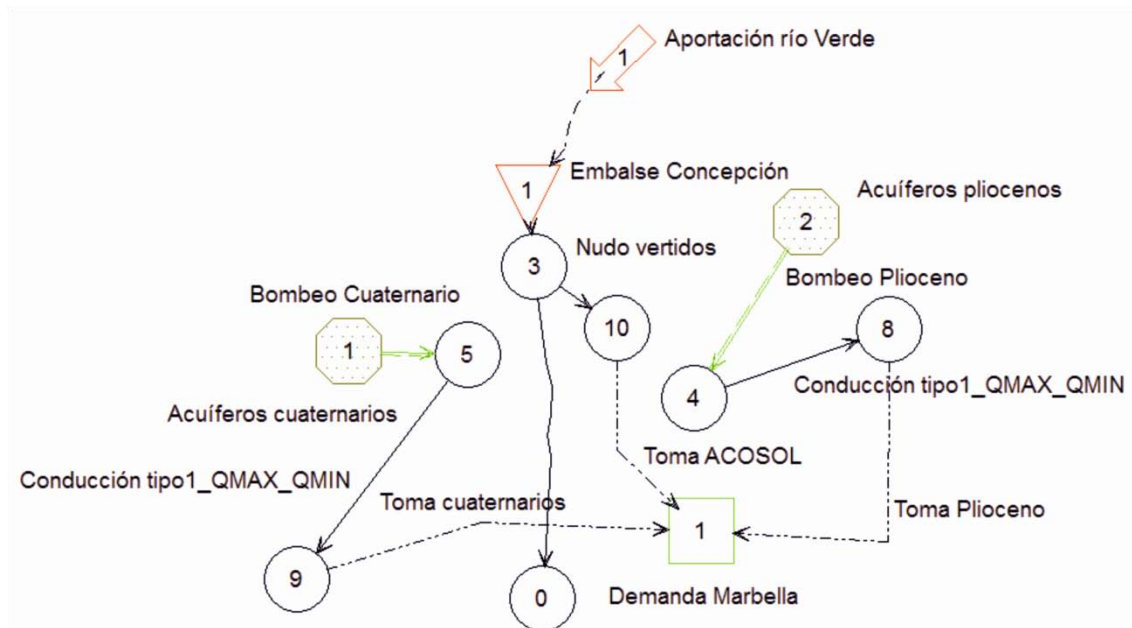 Aportación río Verde
1
Embalse Concepción
1
Acuíferos pliocenos
2
Nudo vertidos
3
Bombeo Plioceno
Bombeo Cuaternario
10
8
1
5
Conducción tipo1_QMAX_QMIN
4
Acuíferos cuaternarios
Toma ACOSOL
Conducción tipo1_QMAX_QMIN
Toma cuaternarios
Toma Plioceno
1
9
0
Demanda Marbella